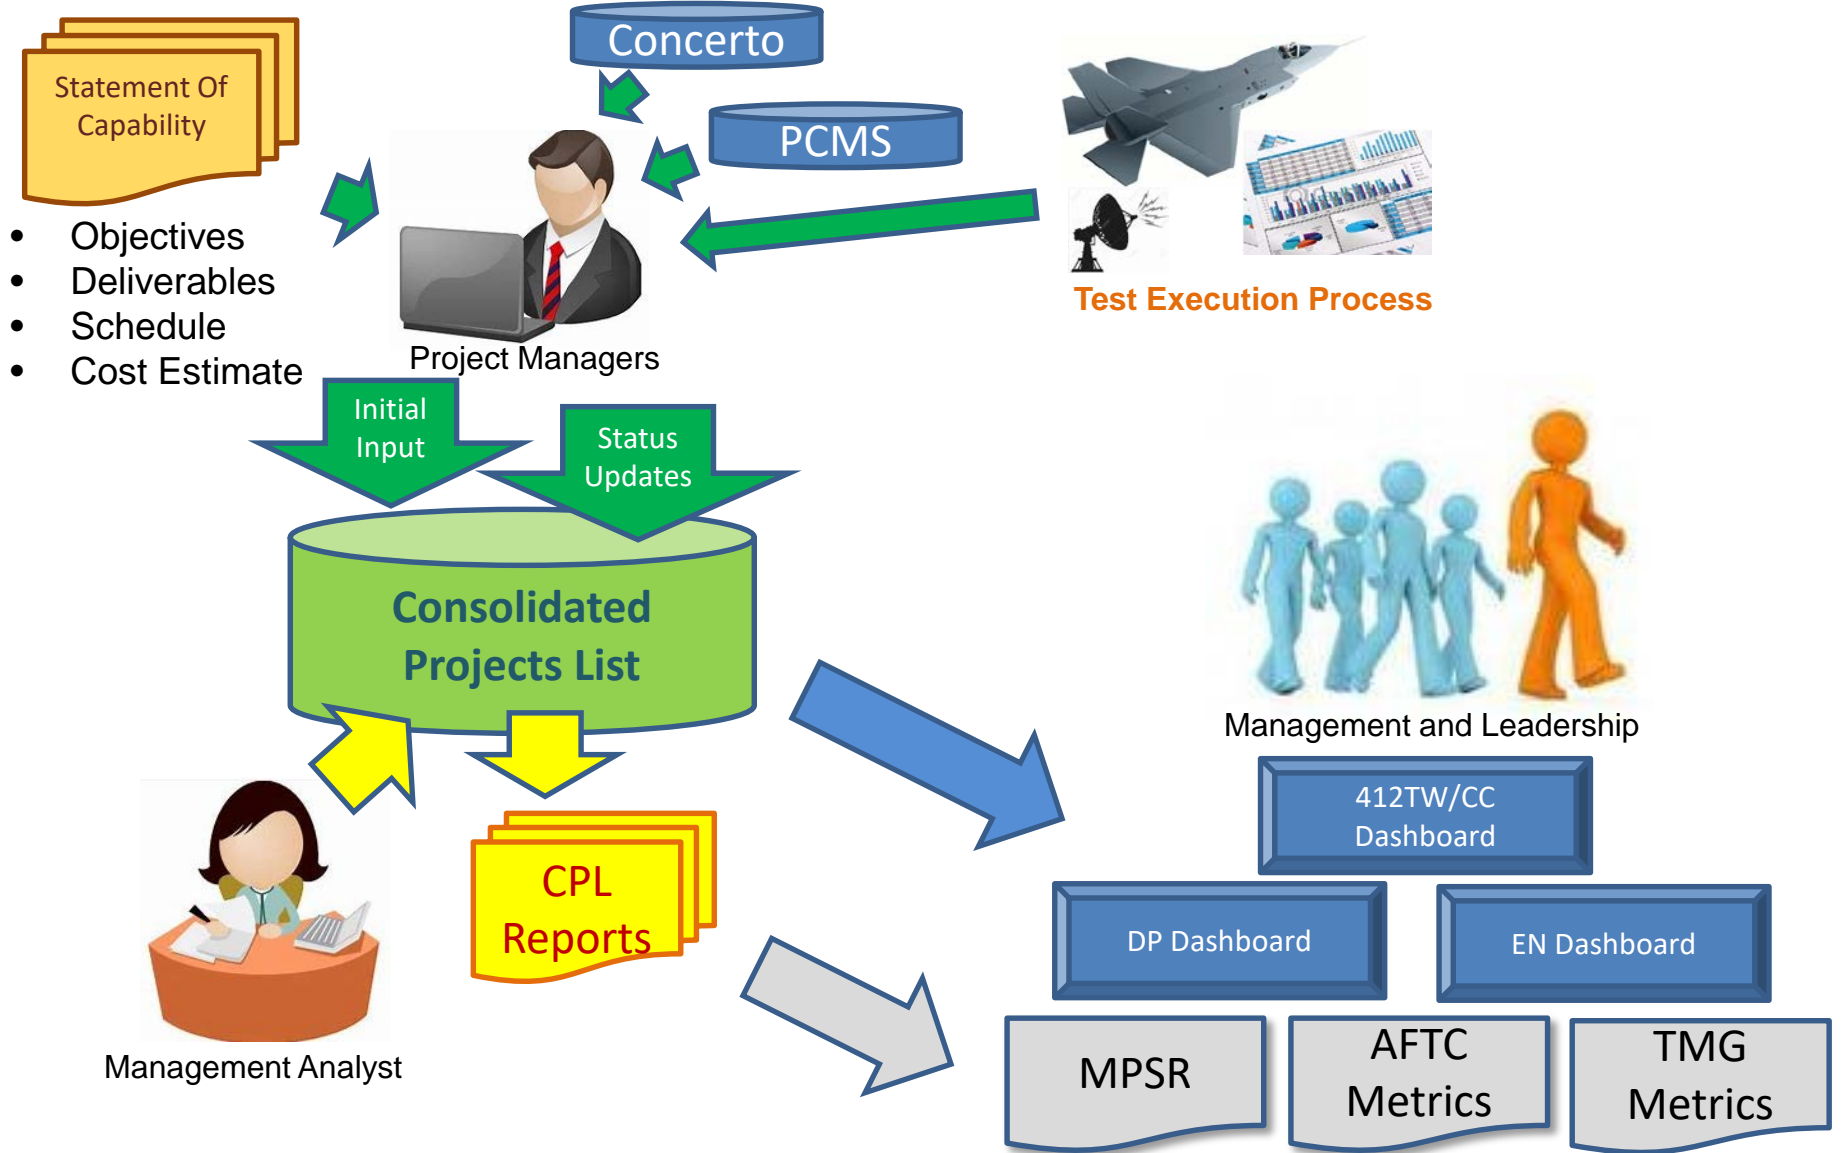 Statement Of
Capability
• Objectives
• Deliverables
• Schedule
• Cost Estimate
Concerto
PCMS
Project Managers
Test Execution Process
Initial
Input
Status
Updates
Consolidated
Projects List
Management Analyst
CPL
Reports
Management and Leadership
412TW/CC
Dashboard
DP Dashboard
EN Dashboard
MPSR
AFTC
Metrics
TMG
Metrics